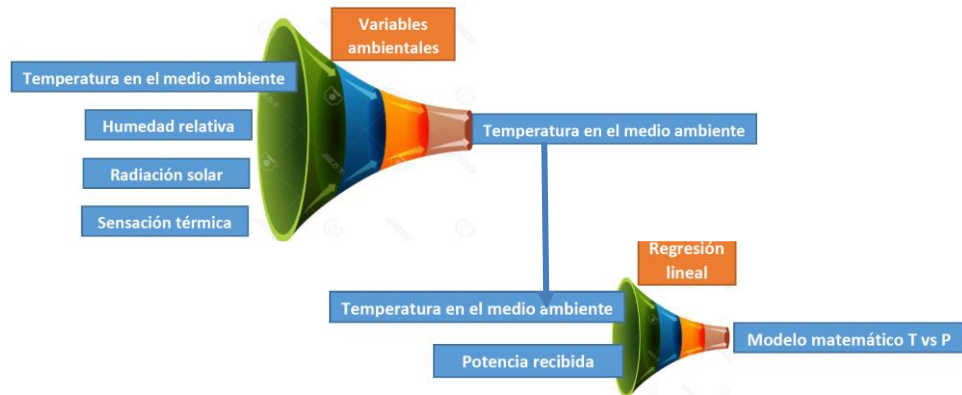 Variables
ambientales
Temperatura en el medio ambiente
Humedad relativa
Radiación solar
Sensación térmica
Temperatura en el medio ambiente
Regresión
lineal
Temperatura en el medio ambiente
Potencia recibida
Modelo matemático T vs P